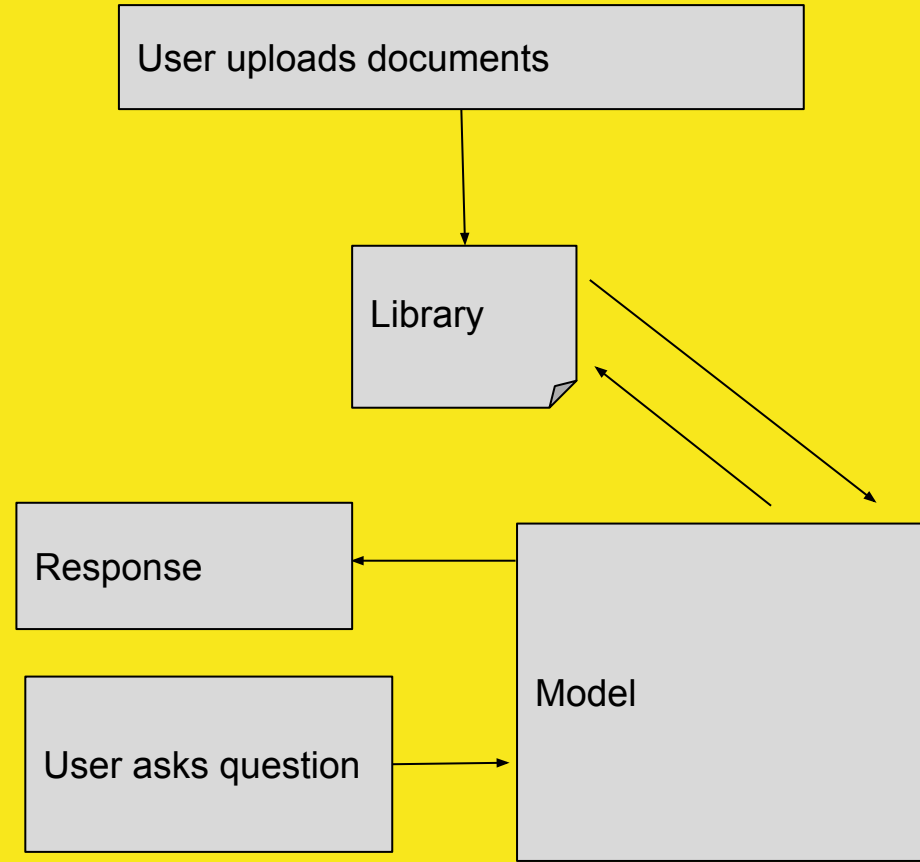 User uploads documents
Library
Response
Model
User asks question